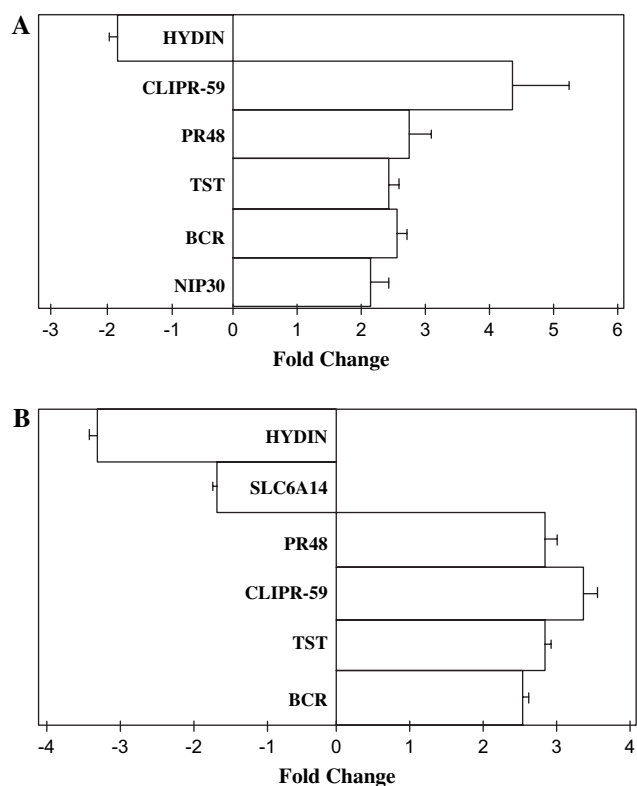 A
HYDIN
CLIPR-59
PR48
TST
BCR
NIP30
-3 -2 -1 0 1 2 3 4 5 6
Fold Change
B
HYDIN
SLC6A14
PR48
CLIPR-59
TST
BCR
-4 -3 -2 -1 0 1 2 3 4
Fold Change